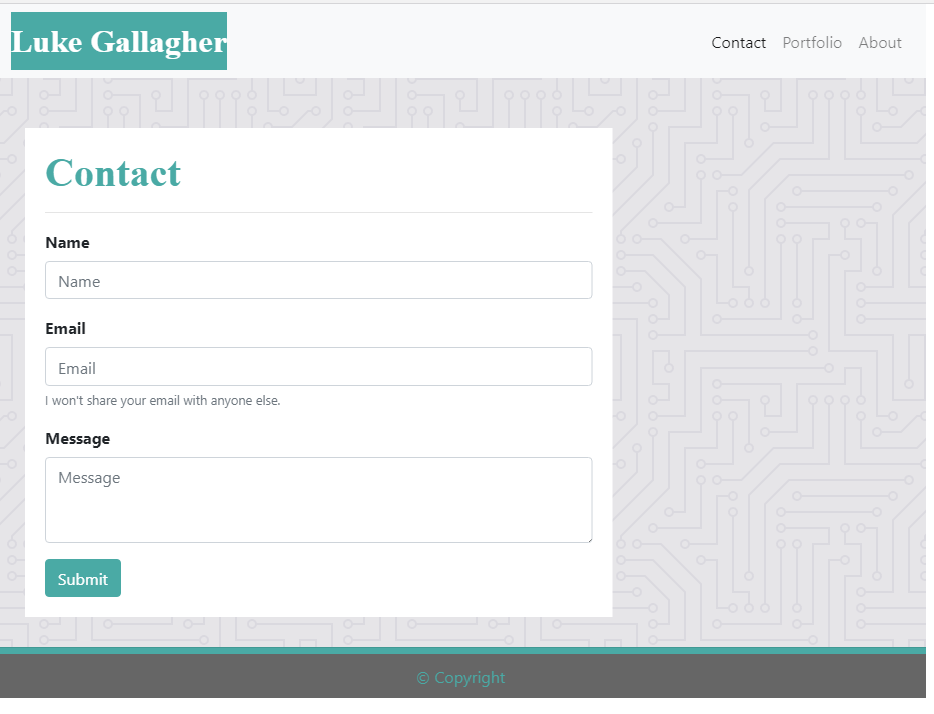 Luke Gallagher
Contact Portfolio About
Contact
Name
Name
Email
Email
I won't share your email with anyone else.
Message
Message
Submit
© Copyright